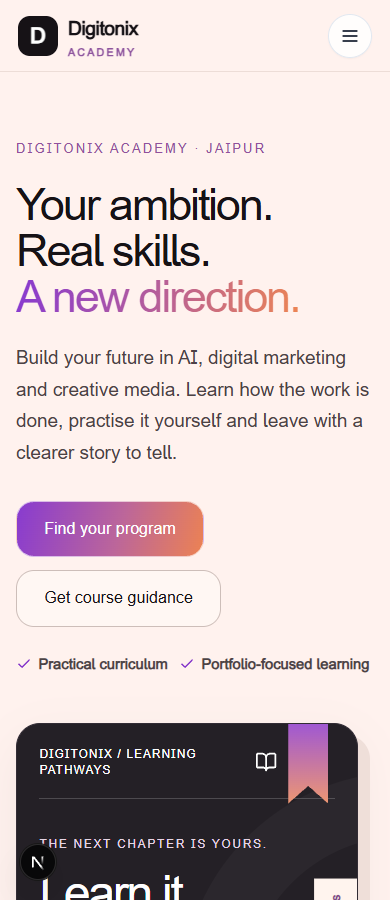 D
Digitonix
ACADEMY
DIGITONIX ACADEMY · JAIPUR
Your ambition.
Real skills.
A new direction.
Build your future in AI, digital marketing
and creative media. Learn how the work is
done, practise it yourself and leave with a
clearer story to tell.
Find your program
Get course guidance
Practical curriculum
Portfolio-focused learning
DIGITONIX / LEARNING
PATHWAYS
THE NEXT CHAPTER IS YOURS.
N
Learn it